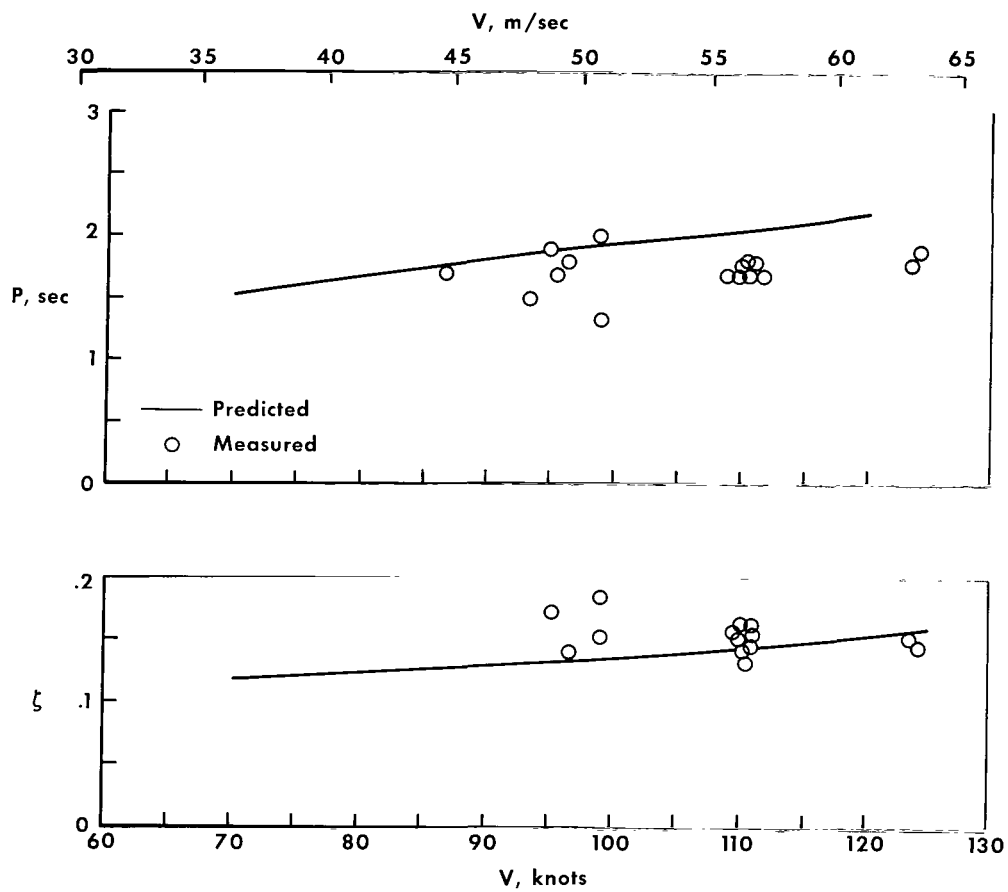 V, m/sec
30 35 40 45 50 55 60 65
3
2
P, sec
1
Predicted
Measured
0
.2
ζ .1
0
60 70 80 90 100 110 120 130
V, knots